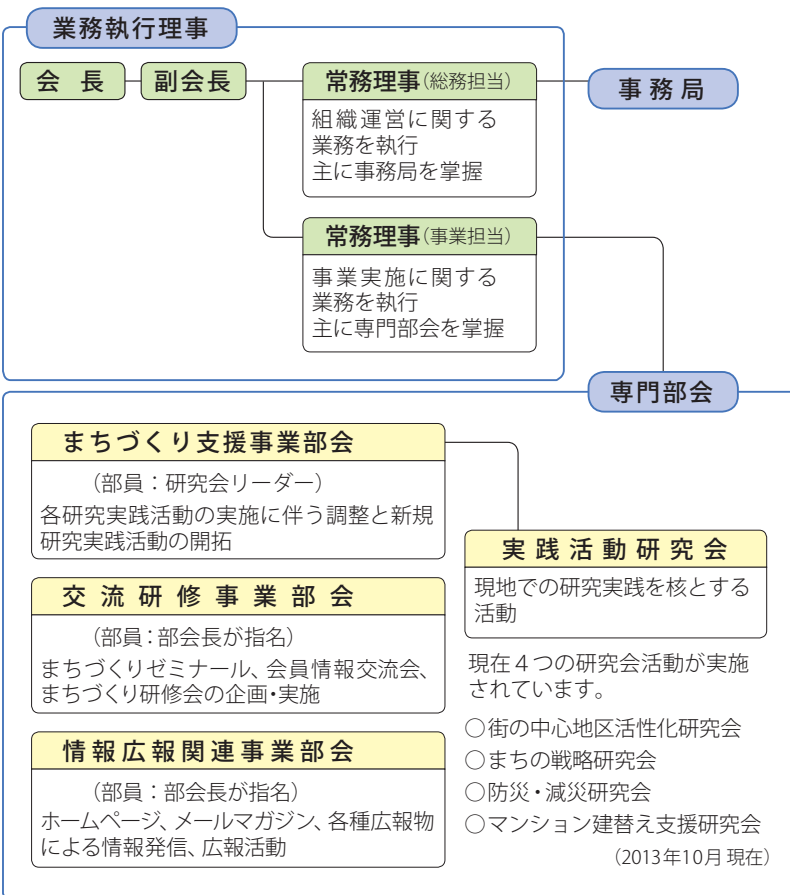 業務執行理事
会長
副会長
常務理事(総務担当)
組織運営に関する
業務を執行
主に事務局を掌握
事務局
常務理事(事業担当)
事業実施に関する
業務を執行
主に専門部会を掌握
専門部会
まちづくり支援事業部会
(部員:研究会リーダー)
各研究実践活動の実施に伴う調整と新規
研究実践活動の開拓
交流研修事業部会
(部員:部会長が指名)
まちづくりゼミナール、会員情報交流会、
まちづくり研修会の企画・実施
情報広報関連事業部会
(部員:部会長が指名)
ホームページ、メールマガジン、各種広報物
による情報発信、広報活動
実践活動研究会
現地での研究実践を核とする
活動
現在4つの研究会活動が実施
されています。
○街の中心地区活性化研究会
○まちの戦略研究会
○防災・減災研究会
○マンション建替え支援研究会
(2013年10月現在)